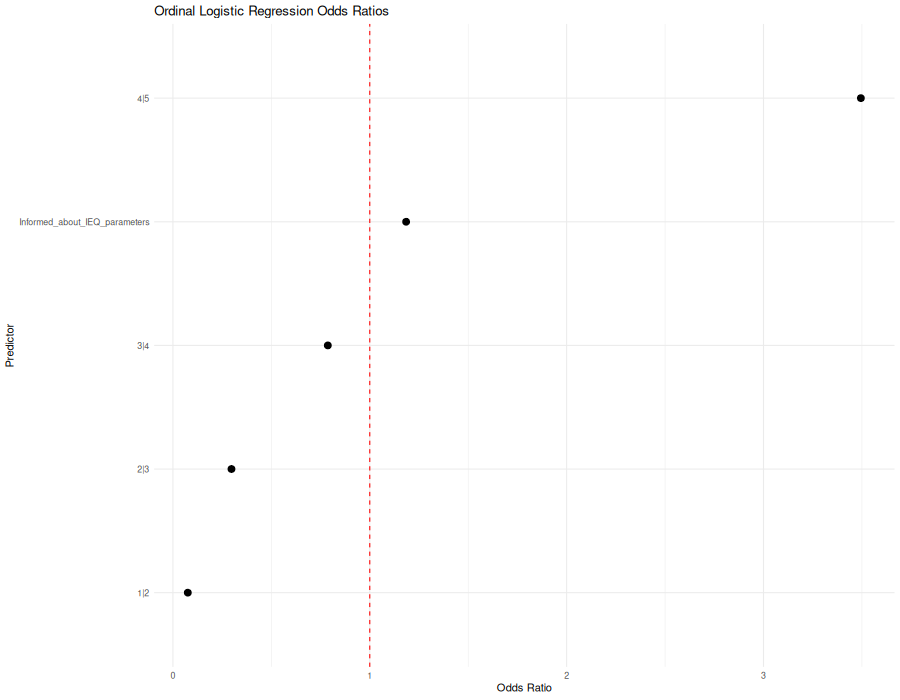 Ordinal Logistic Regression Odds Ratios
4|5
Informed_about_IEQ_parameters
3|4
Predictor
2|3
1|2
0 1 2 3
Odds Ratio